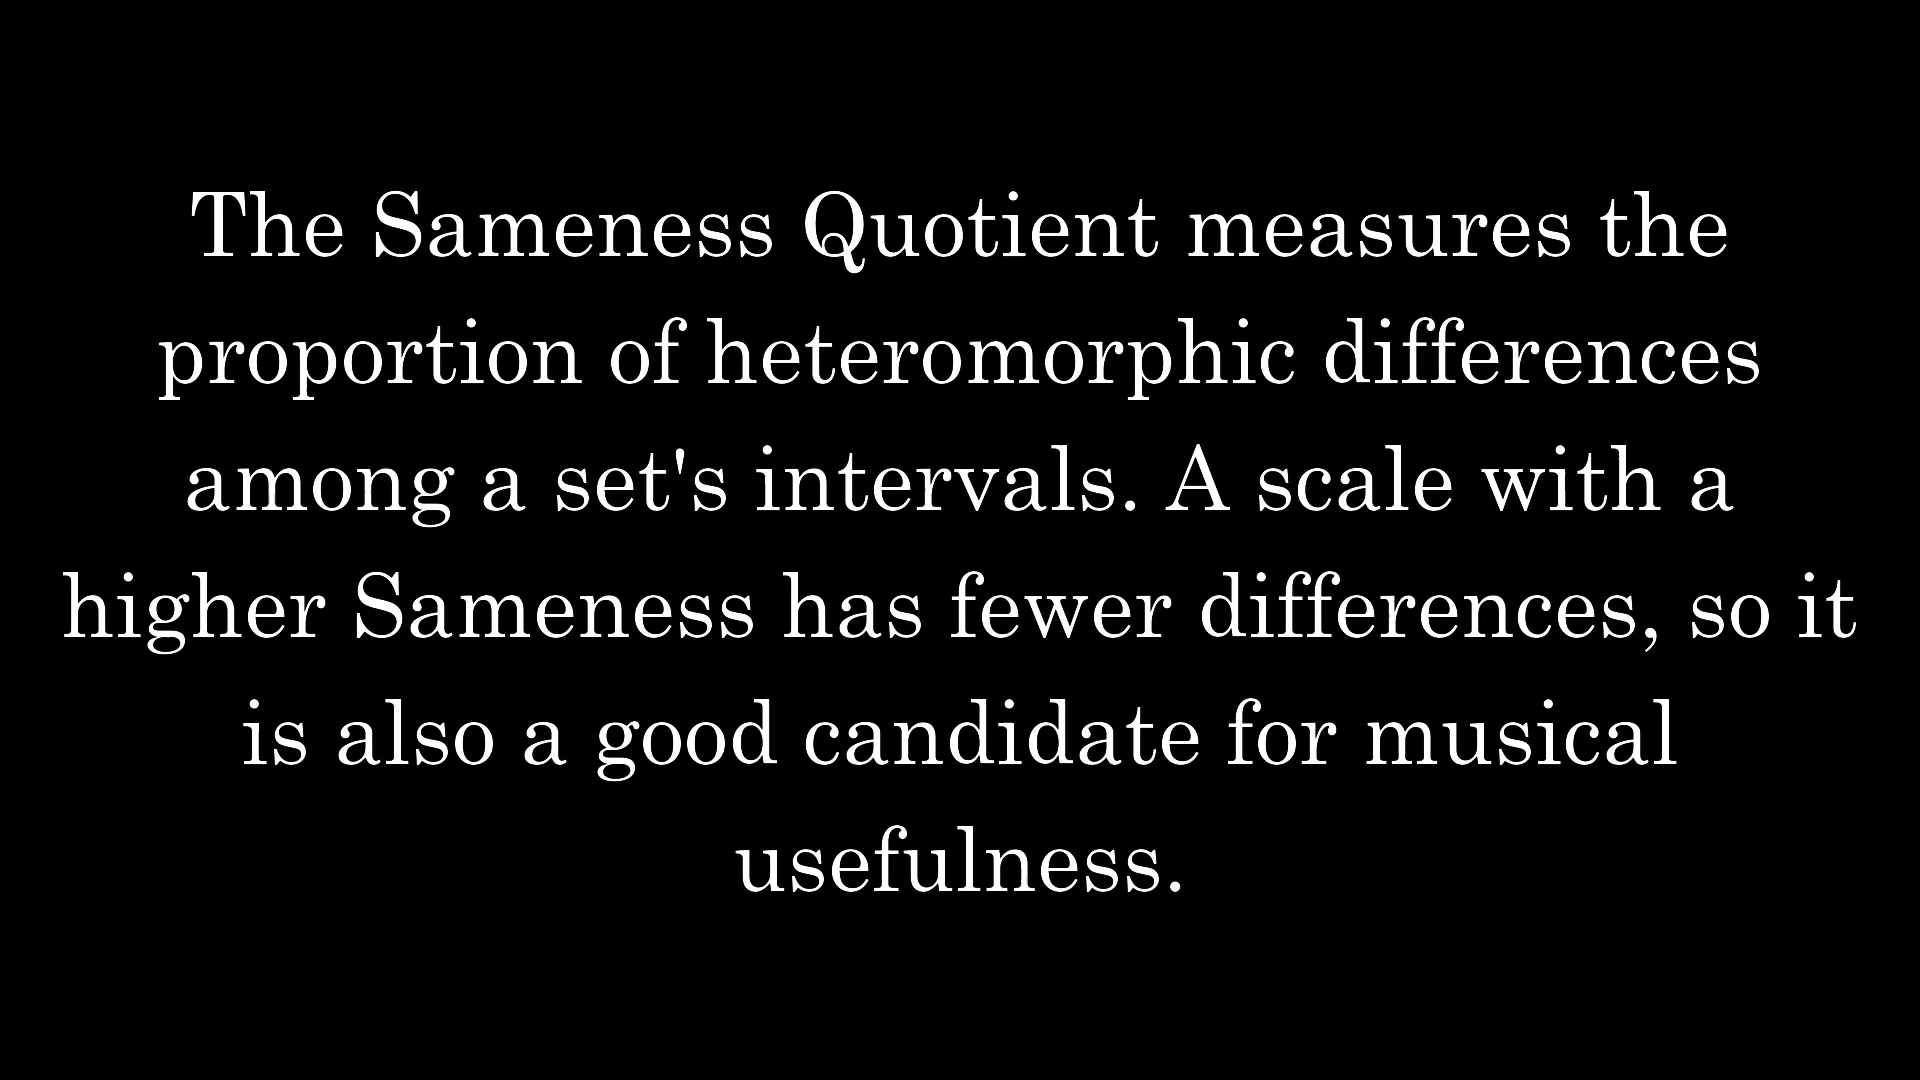 The Sameness Quotient measures the
proportion of heteromorphic differences
among a set's intervals. A scale with a
higher Sameness has fewer differences, so it
is also a good candidate for musical
usefulness.